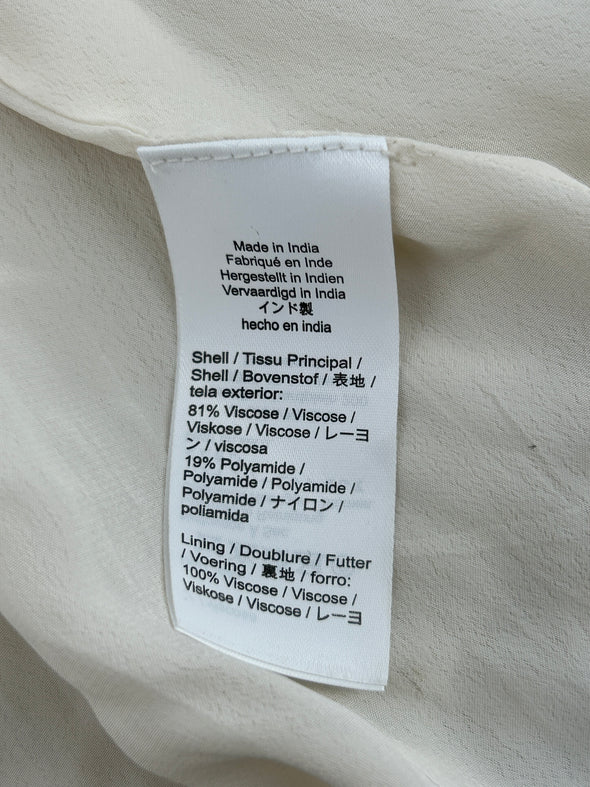 Made in India
Fabriqué en Inde
Hergestellt in Indien
Vervaardigd in India
インド製
hecho en india
Shell / Tissu Principal /
Shell / Bovenstof / 表地 /
tela exterior:
81% Viscose / Viscose /
Viskose / Viscose / レーヨ
ン / viscosa
19% Polyamide /
Polyamide / Polyamide /
Polyamide / ナイロン /
poliamida
Lining / Doublure / Futter
/ Voering / 裏地 / forro:
100% Viscose / Viscose /
Viskose / Viscose / レーヨ